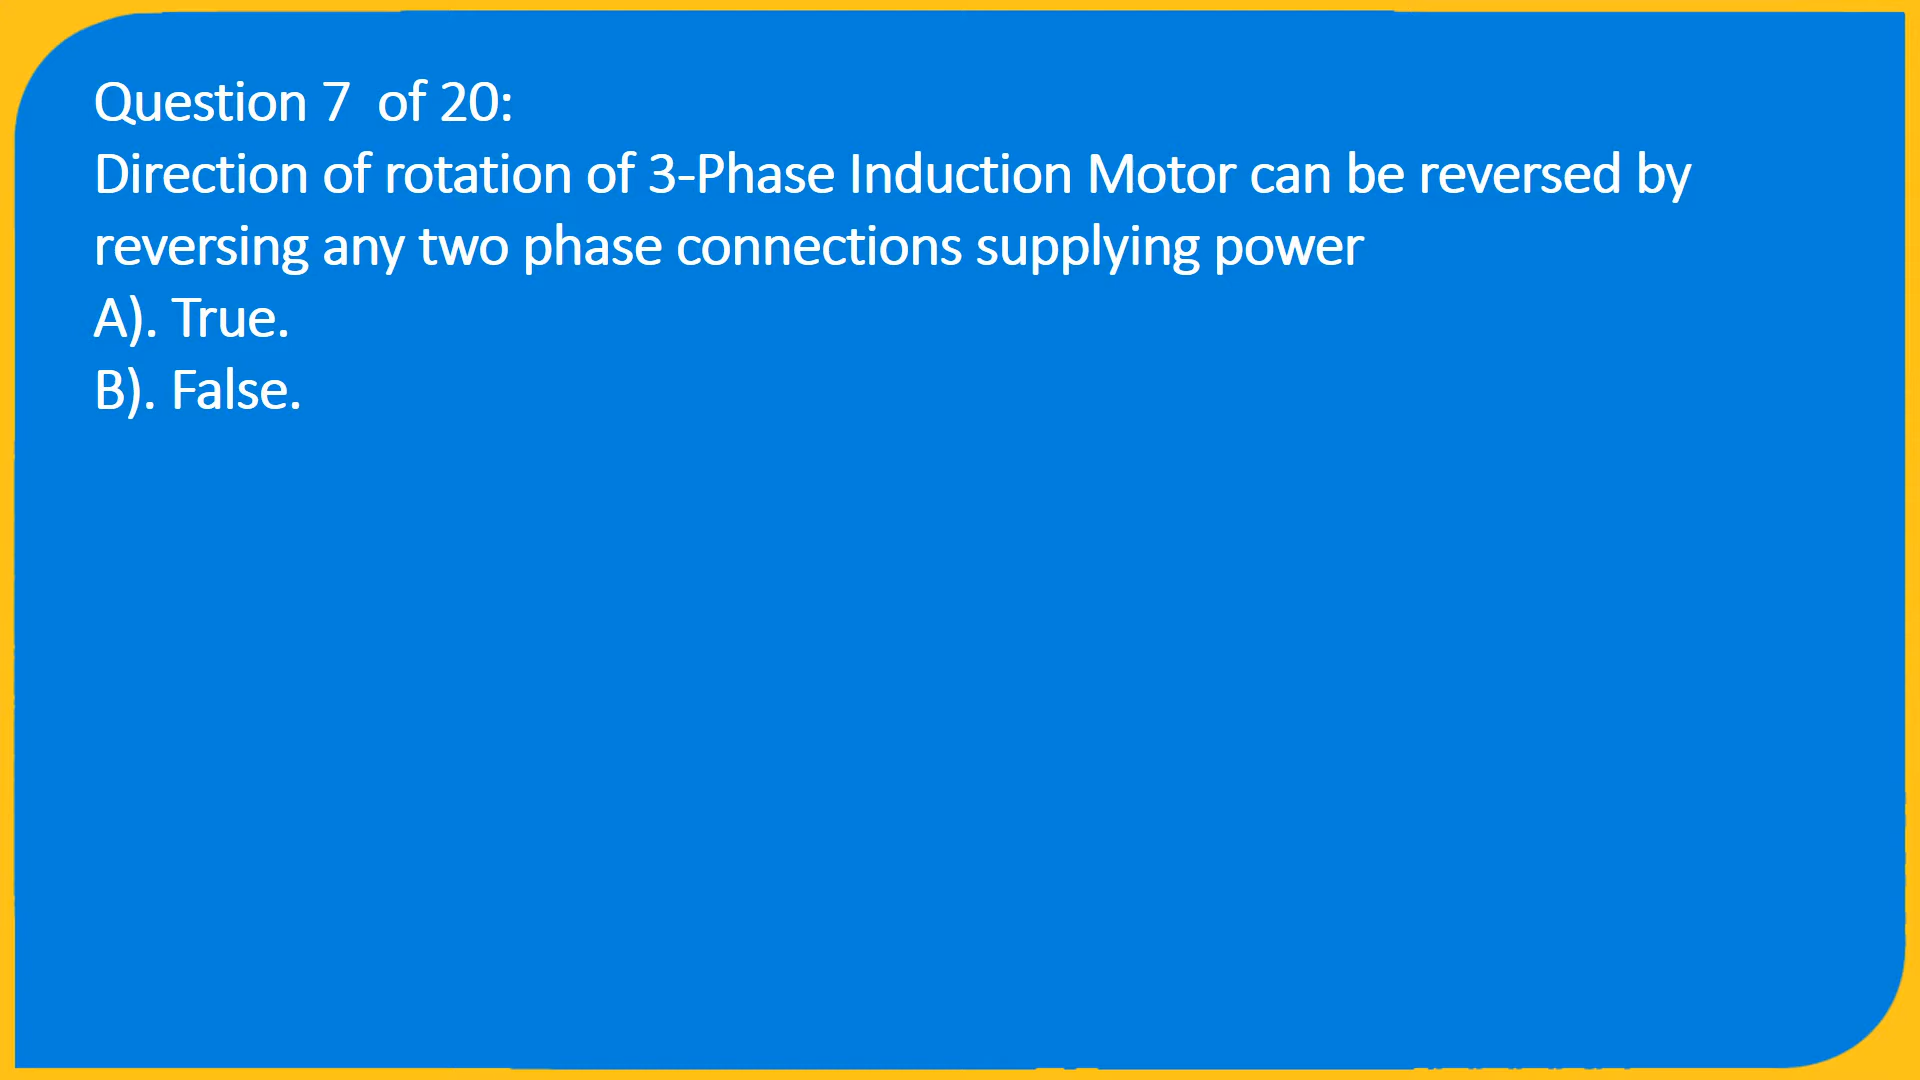 Question 7  of 20:
Direction of rotation of 3-Phase Induction Motor can be reversed by
reversing any two phase connections supplying power
A). True.
B). False.